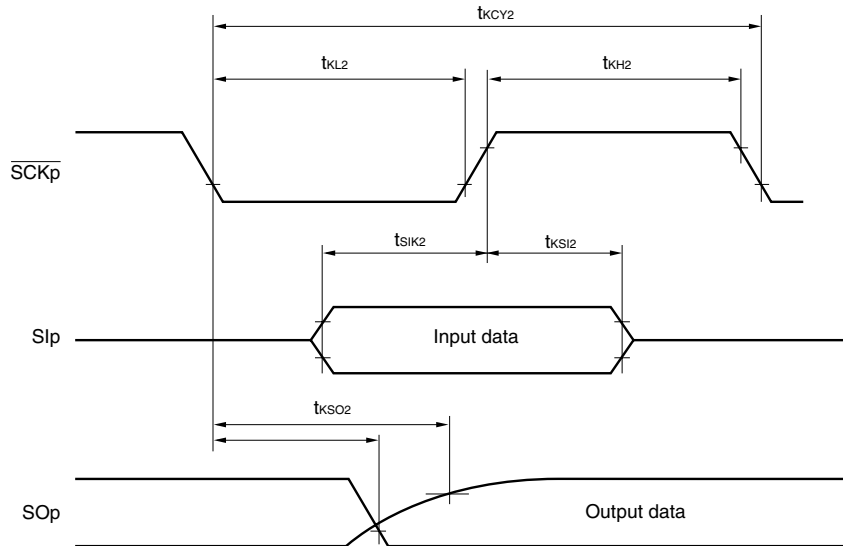 tKCY2
tKL2
tKH2
SCKp
tSIK2
tKSI2
SIp
Input data
tKSO2
SOp
Output data